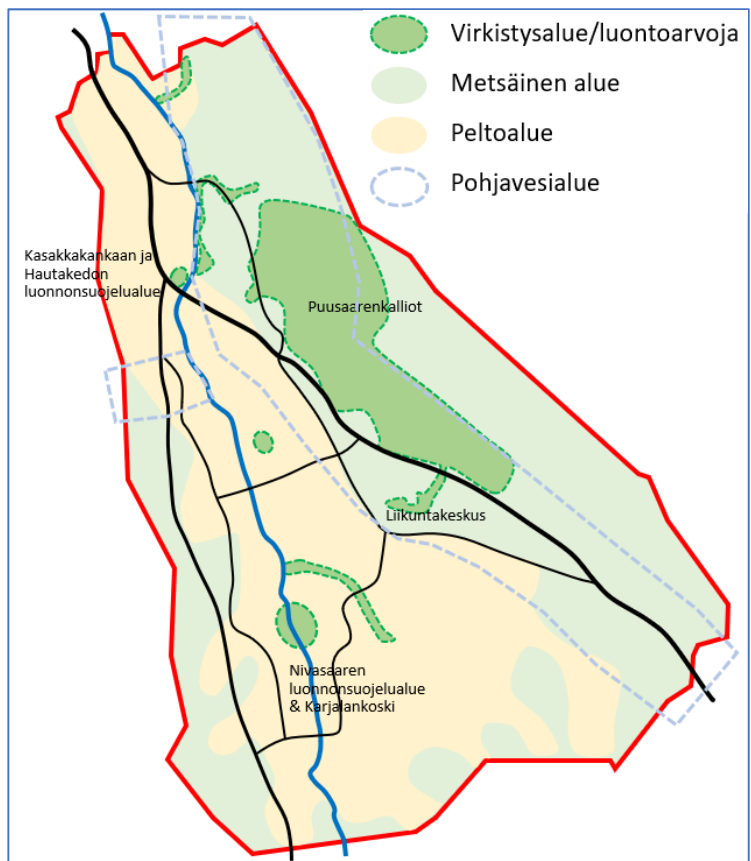 Virkistysalue/luontoarvoja
Metsäinen alue
Peltoalue
Pohjavesialue
Kasakkakankaan ja
Hautakedon
luonnonsuojelualue
Puusaarenkalliot
Liikuntakeskus
Nivasaaren
luonnonsuojelualue
& Karjalankoski